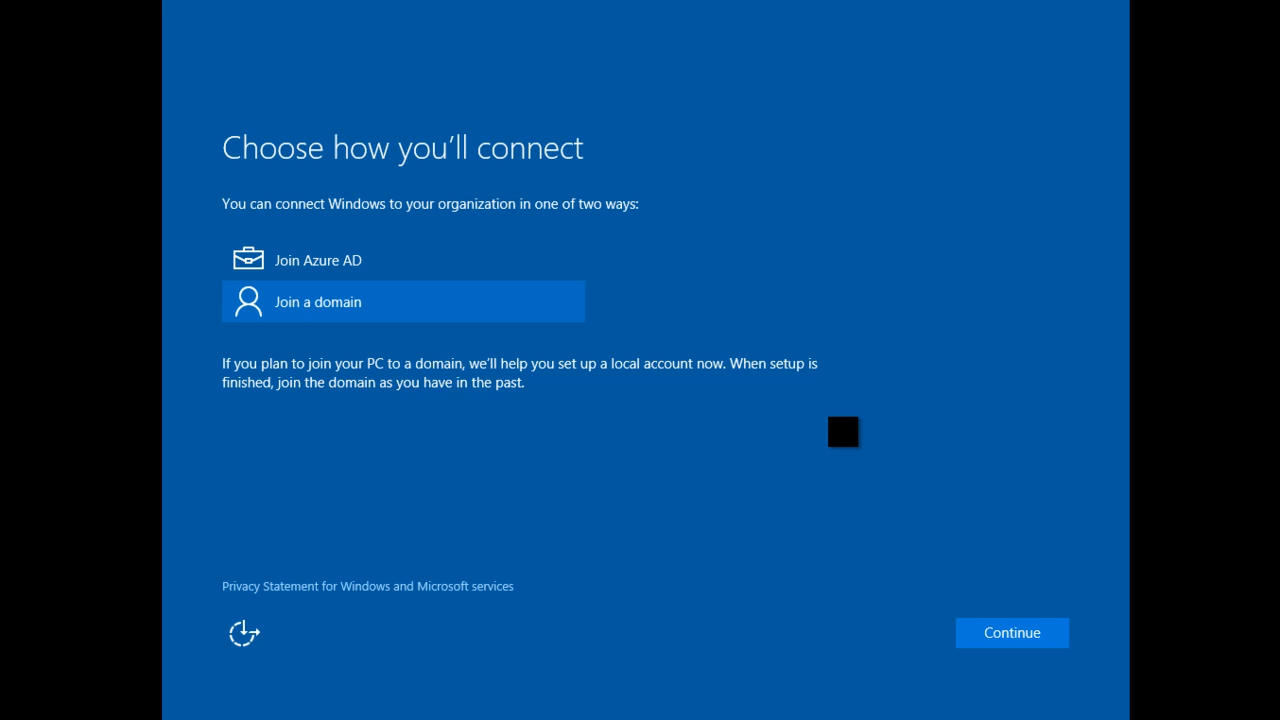 Choose how you’ll connect
You can connect Windows to your organization in one of two ways:
Join Azure AD
Join a domain
If you plan to join your PC to a domain, we’ll help you set up a local account now. When setup is
finished, join the domain as you have in the past.
Privacy Statement for Windows and Microsoft services
Continue